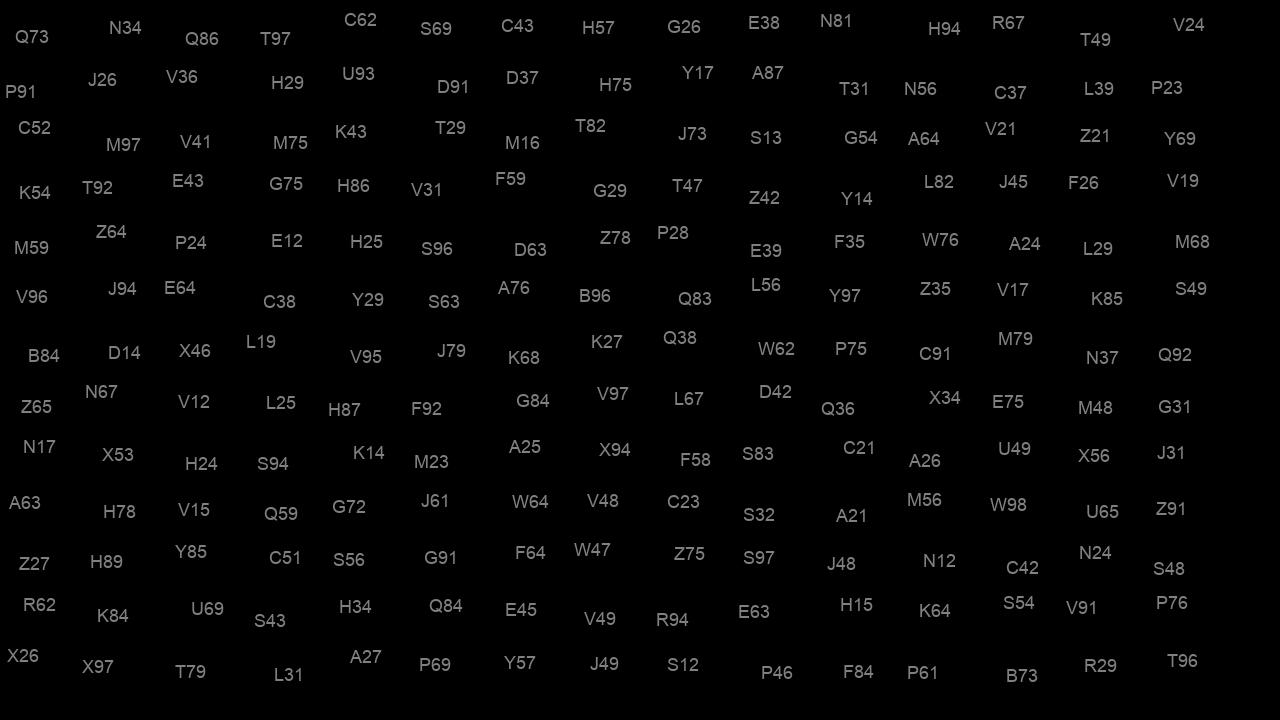 Q73 N34 Q86 T97 C62 S69 C43 H57 G26 E38 N81 H94 R67 T49 V24
P91 J26 V36 H29 U93 D91 D37 H75 Y17 A87 T31 N56 C37 L39 P23
C52 M97 V41 M75 K43 T29 M16 T82 J73 S13 G54 A64 V21 Z21 Y69
K54 T92 E43 G75 H86 V31 F59 G29 T47 Z42 Y14 L82 J45 F26 V19
M59 Z64 P24 E12 H25 S96 D63 Z78 P28 E39 F35 W76 A24 L29 M68
V96 J94 E64 C38 Y29 S63 A76 B96 Q83 L56 Y97 Z35 V17 K85 S49
B84 D14 X46 L19 V95 J79 K68 K27 Q38 W62 P75 C91 M79 N37 Q92
Z65 N67 V12 L25 H87 F92 G84 V97 L67 D42 Q36 X34 E75 M48 G31
N17 X53 H24 S94 K14 M23 A25 X94 F58 S83 C21 A26 U49 X56 J31
A63 H78 V15 Q59 G72 J61 W64 V48 C23 S32 A21 M56 W98 U65 Z91
Z27 H89 Y85 C51 S56 G91 F64 W47 Z75 S97 J48 N12 C42 N24 S48
R62 K84 U69 S43 H34 Q84 E45 V49 R94 E63 H15 K64 S54 V91 P76
X26 X97 T79 L31 A27 P69 Y57 J49 S12 P46 F84 P61 B73 R29 T96